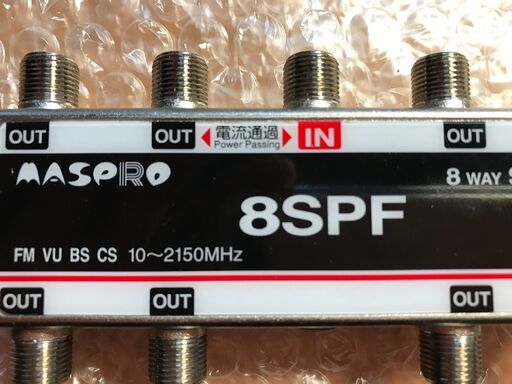 OUT OUT 電流通過 Power Passing IN OUT
MASPRO
8 WAY
8SPF
FM VU BS CS 10～2150MHz
OUT OUT OUT